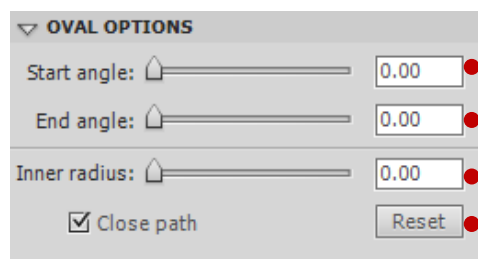 OVAL OPTIONS
Start angle: 0.00
End angle: 0.00
Inner radius: 0.00
Close path Reset